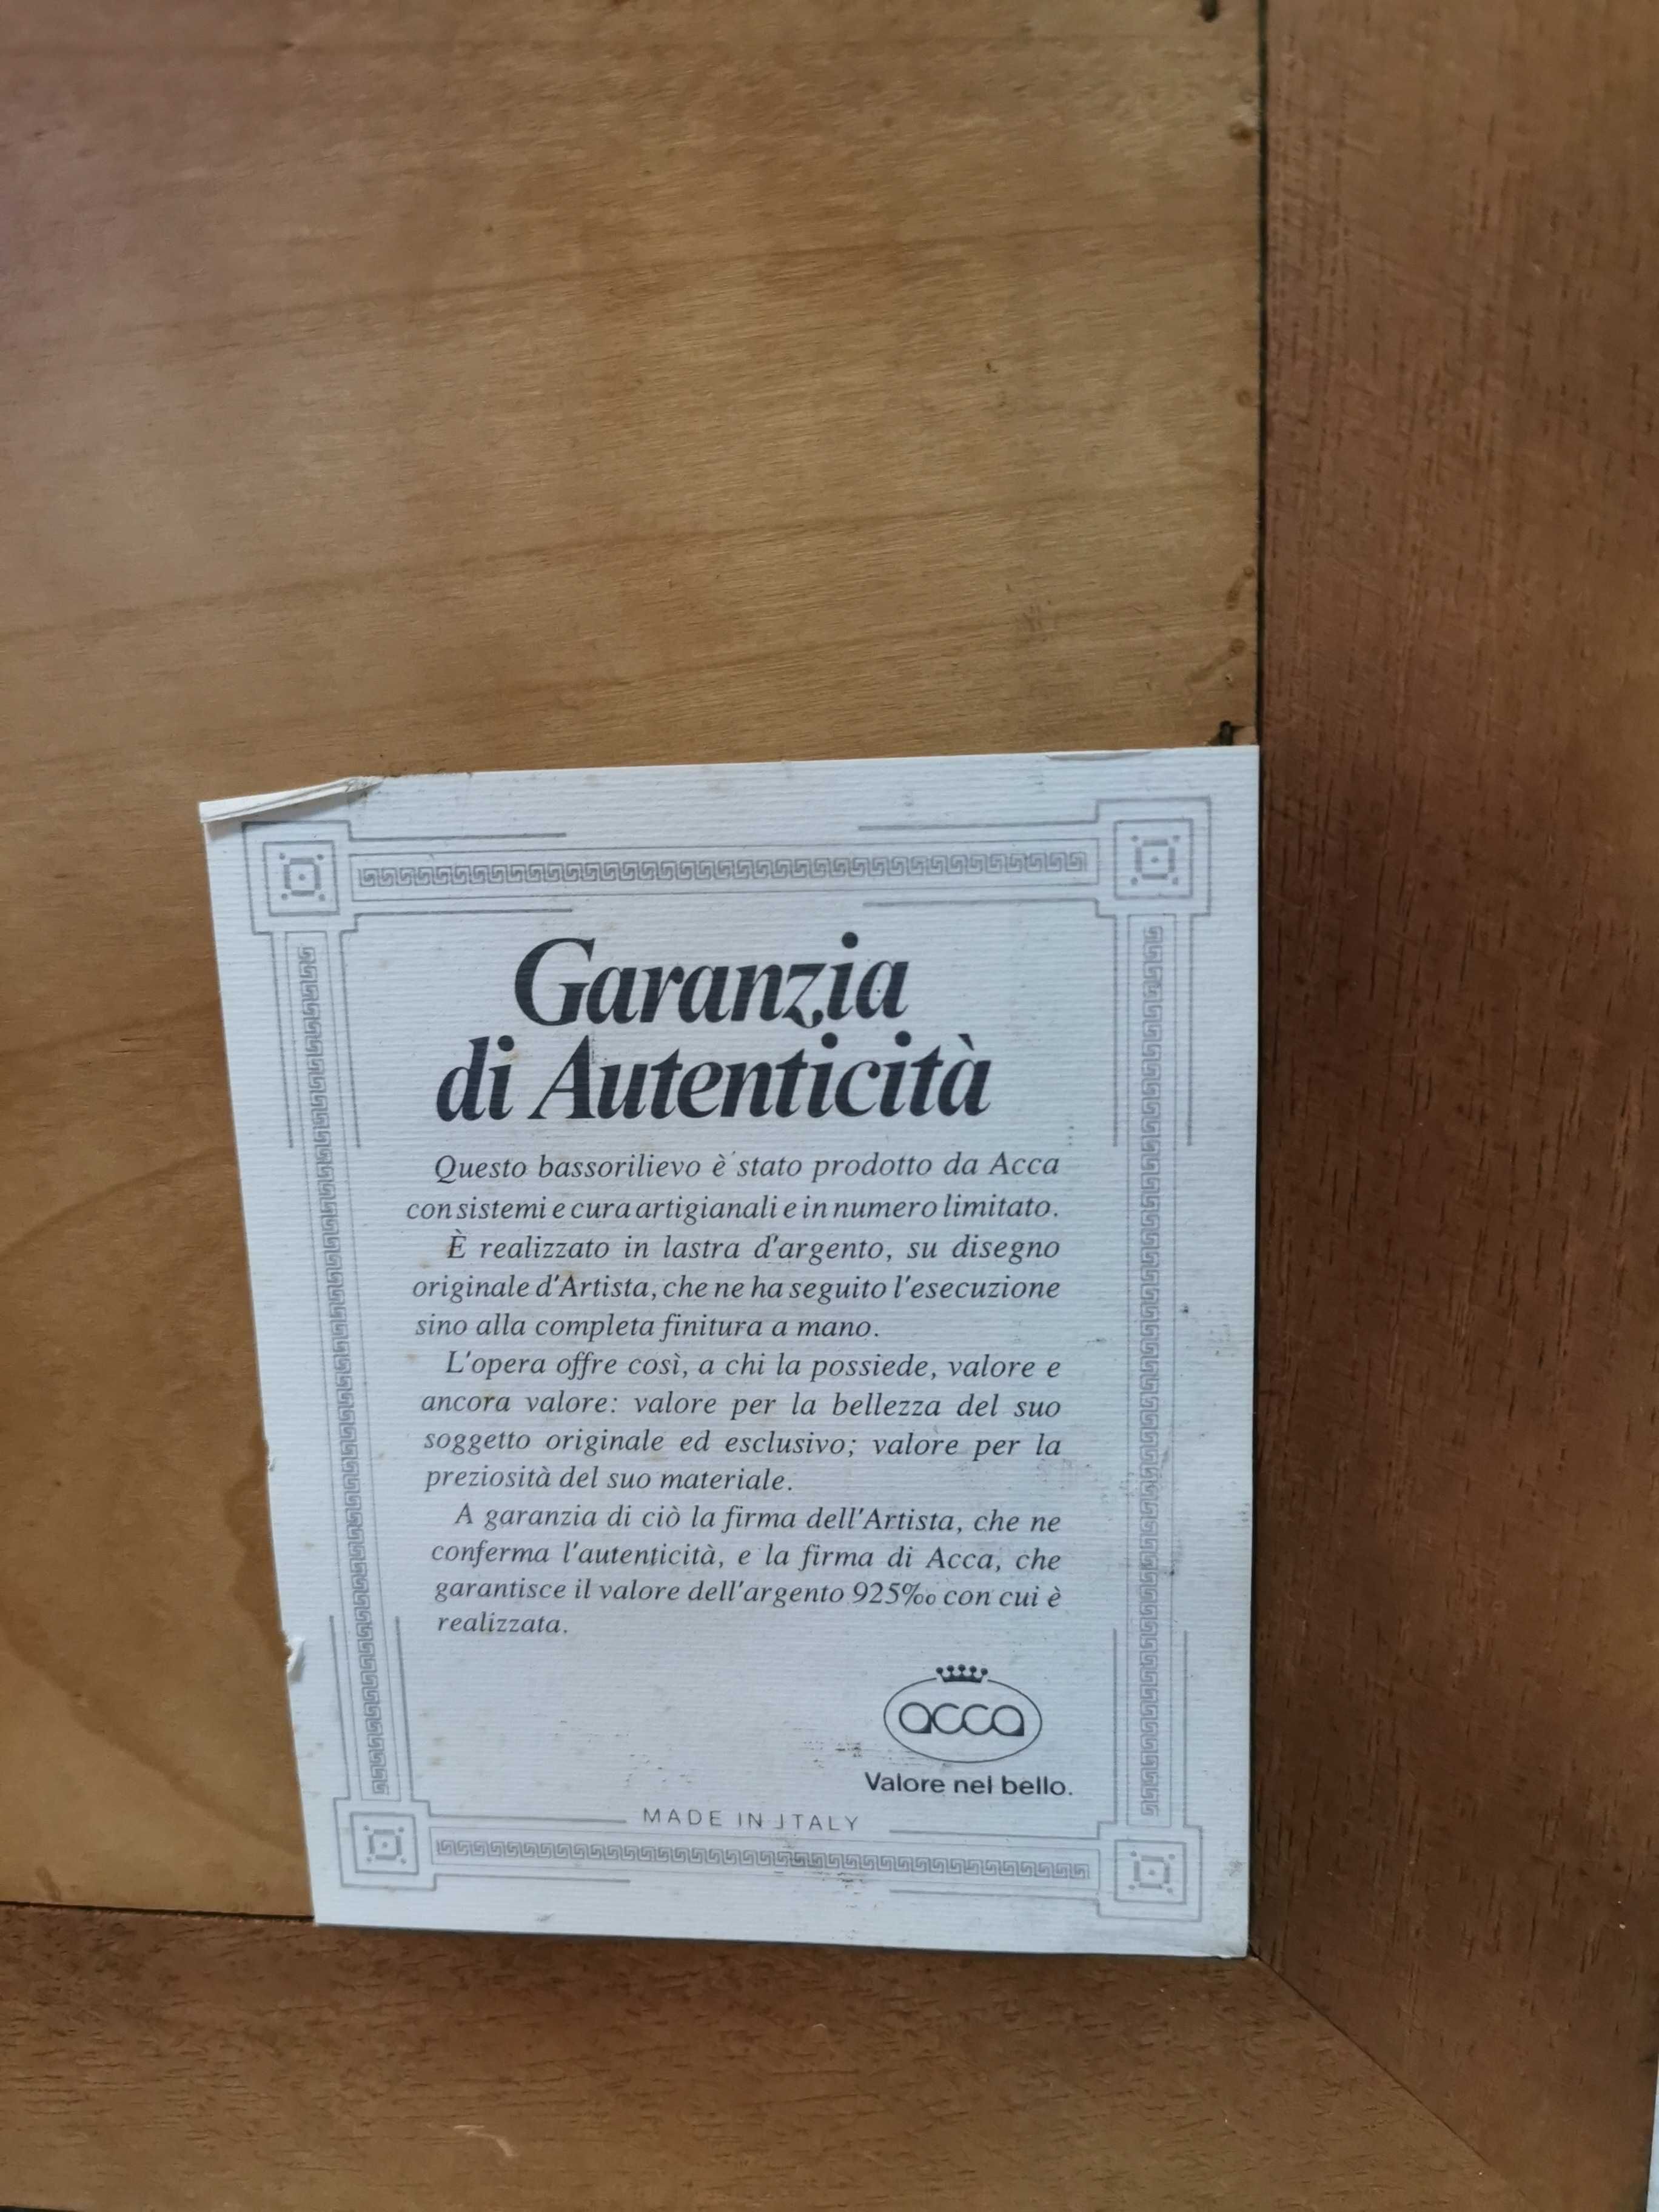 Garanzia
di Autenticità
Questo bassorilievo è stato prodotto da Acca
con sistemi e cura artigianali e in numero limitato.
È realizzato in lastra d'argento, su disegno
originale d'Artista, che ne ha seguito l'esecuzione
sino alla completa finitura a mano.
L'opera offre così, a chi la possiede, valore e
ancora valore: valore per la bellezza del suo
soggetto originale ed esclusivo; valore per la
preziosità del suo materiale.
A garanzia di ciò la firma dell'Artista, che ne
conferma l'autenticità, e la firma di Acca, che
garantisce il valore dell'argento 925‰ con cui è
realizzata.
acca
Valore nel bello.
MADE IN ITALY